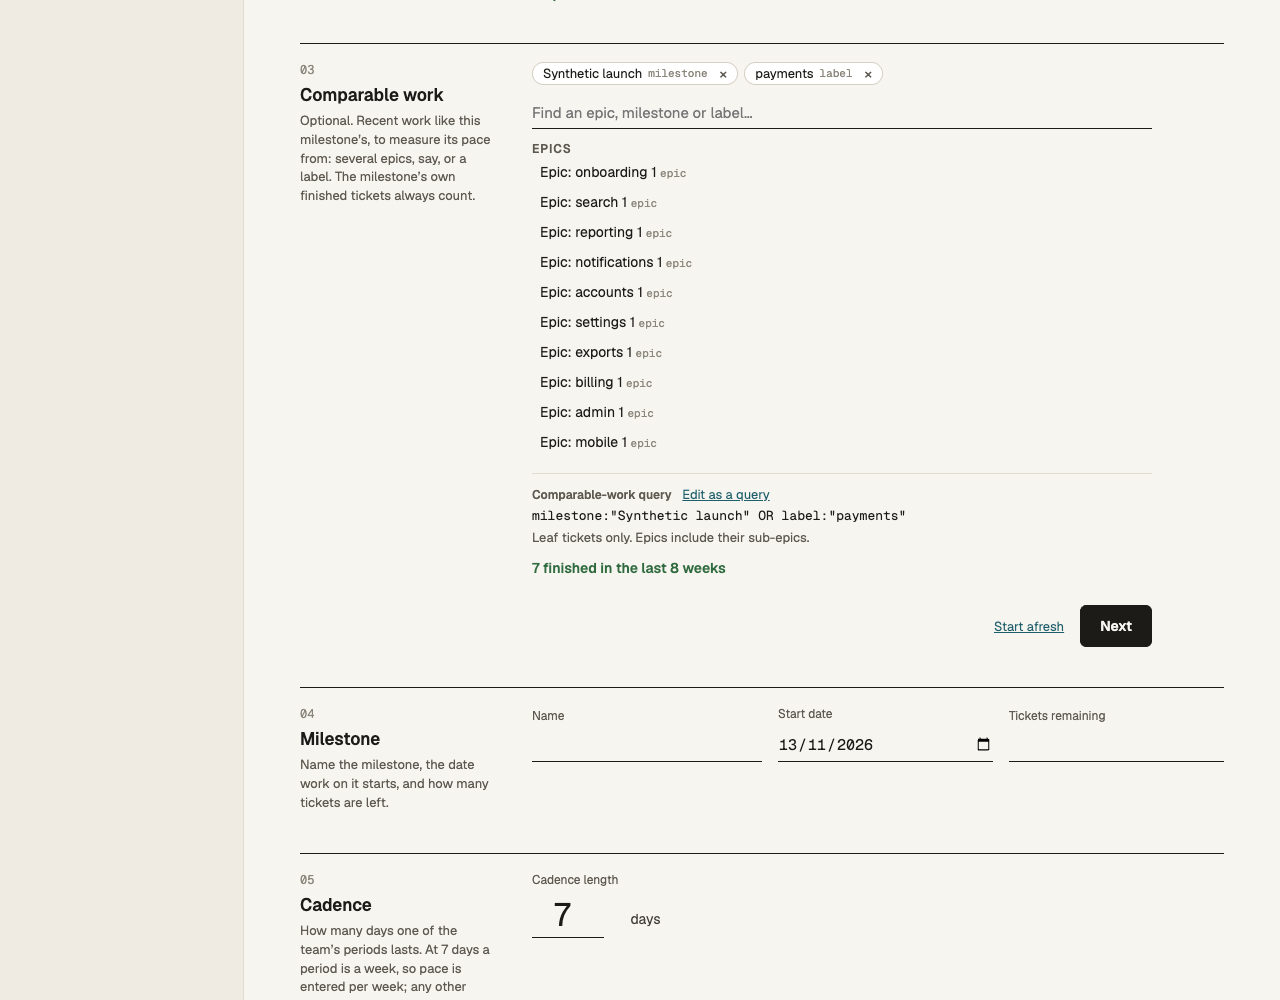 03
Comparable work
Optional. Recent work like this
milestone’s, to measure its pace
from: several epics, say, or a
label. The milestone’s own
finished tickets always count.
Synthetic launch milestone ×
payments label ×
Find an epic, milestone or label…
EPICS
Epic: onboarding 1 epic
Epic: search 1 epic
Epic: reporting 1 epic
Epic: notifications 1 epic
Epic: accounts 1 epic
Epic: settings 1 epic
Epic: exports 1 epic
Epic: billing 1 epic
Epic: admin 1 epic
Epic: mobile 1 epic
Comparable-work query Edit as a query
milestone:"Synthetic launch" OR label:"payments"
Leaf tickets only. Epics include their sub-epics.
7 finished in the last 8 weeks
Start afresh
Next
04
Milestone
Name the milestone, the date
work on it starts, and how many
tickets are left.
Name
Start date
13/11/2026
Tickets remaining
05
Cadence
How many days one of the
team’s periods lasts. At 7 days a
period is a week, so pace is
entered per week; any other
Cadence length
7 days